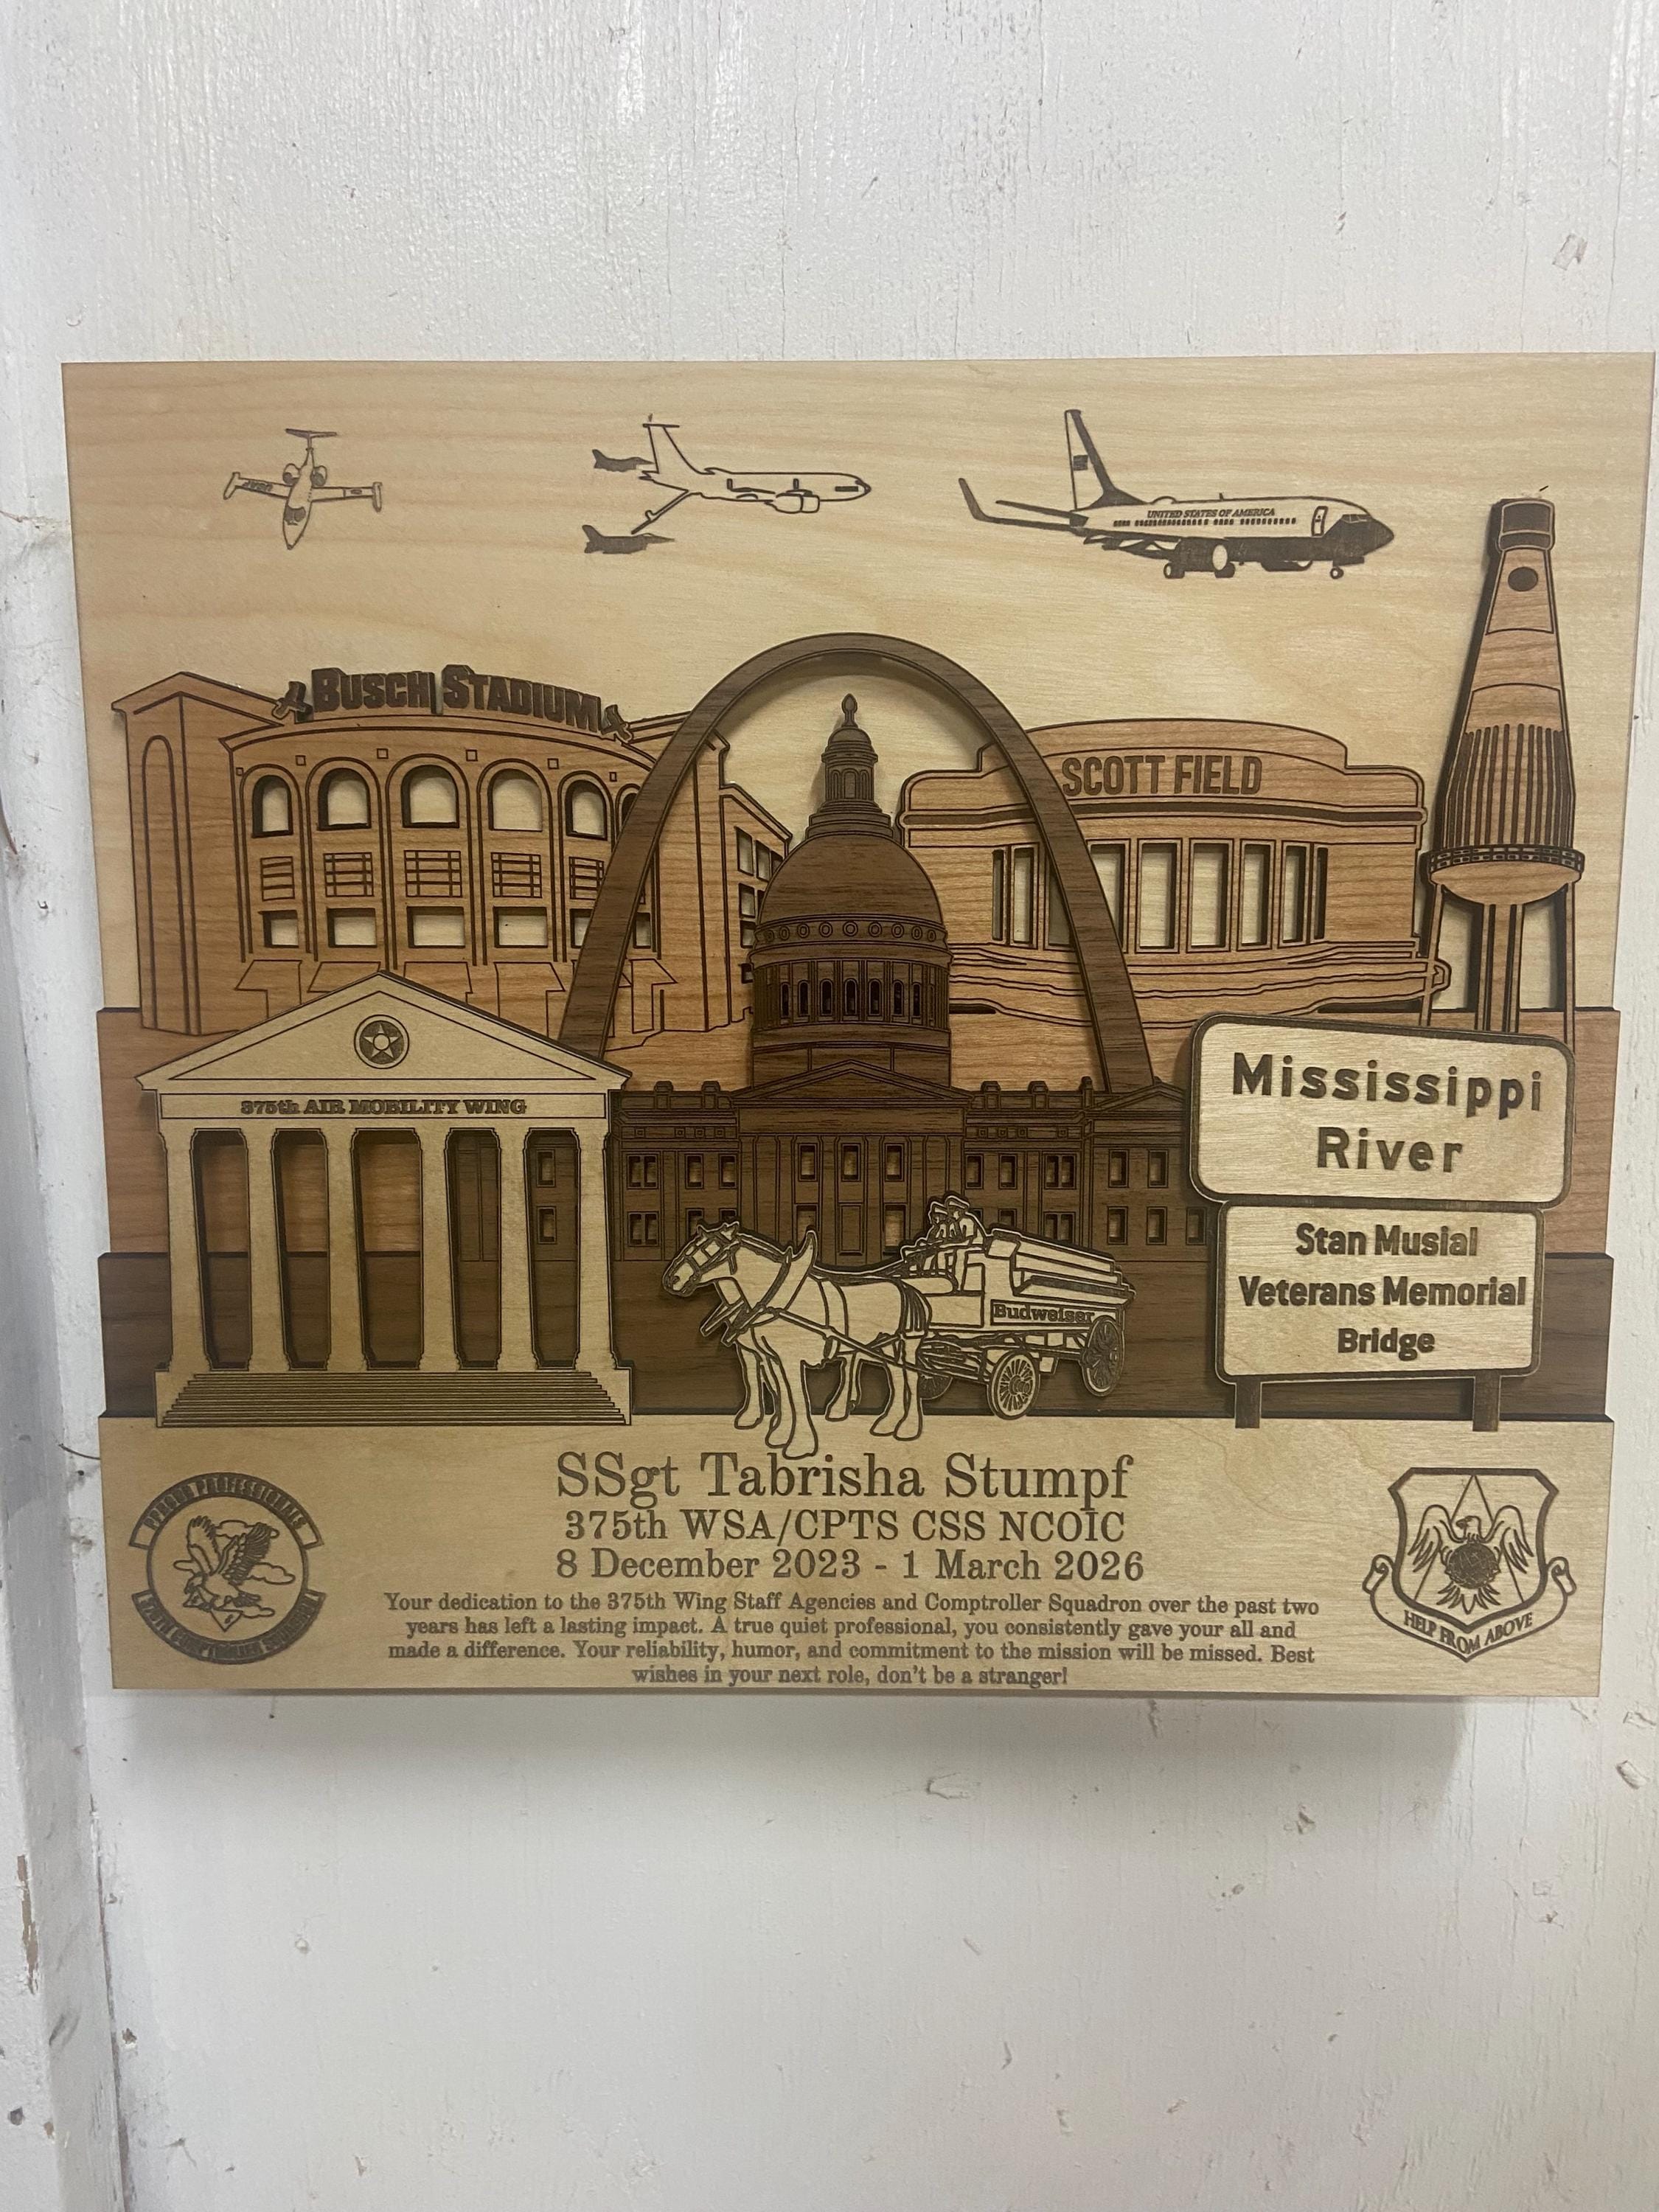 UNITED STATES OF AMERICA
BUSCH STADIUM
SCOTT FIELD
375th AIR MOBILITY WING
Mississippi
River
Stan Musial
Veterans Memorial
Bridge
Budweiser
SSgt Tabrisha Stumpf
375th WSA/CPTS CSS NCOIC
8 December 2023 - 1 March 2026
Your dedication to the 375th Wing Staff Agencies and Comptroller Squadron over the past two
years has left a lasting impact. A true quiet professional, you consistently gave your all and
made a difference. Your reliability, humor, and commitment to the mission will be missed. Best
wishes in your next role, don't be a stranger!
PROFESSIONALS
375TH COMPTROLLER SQUADRON
HELP FROM ABOVE